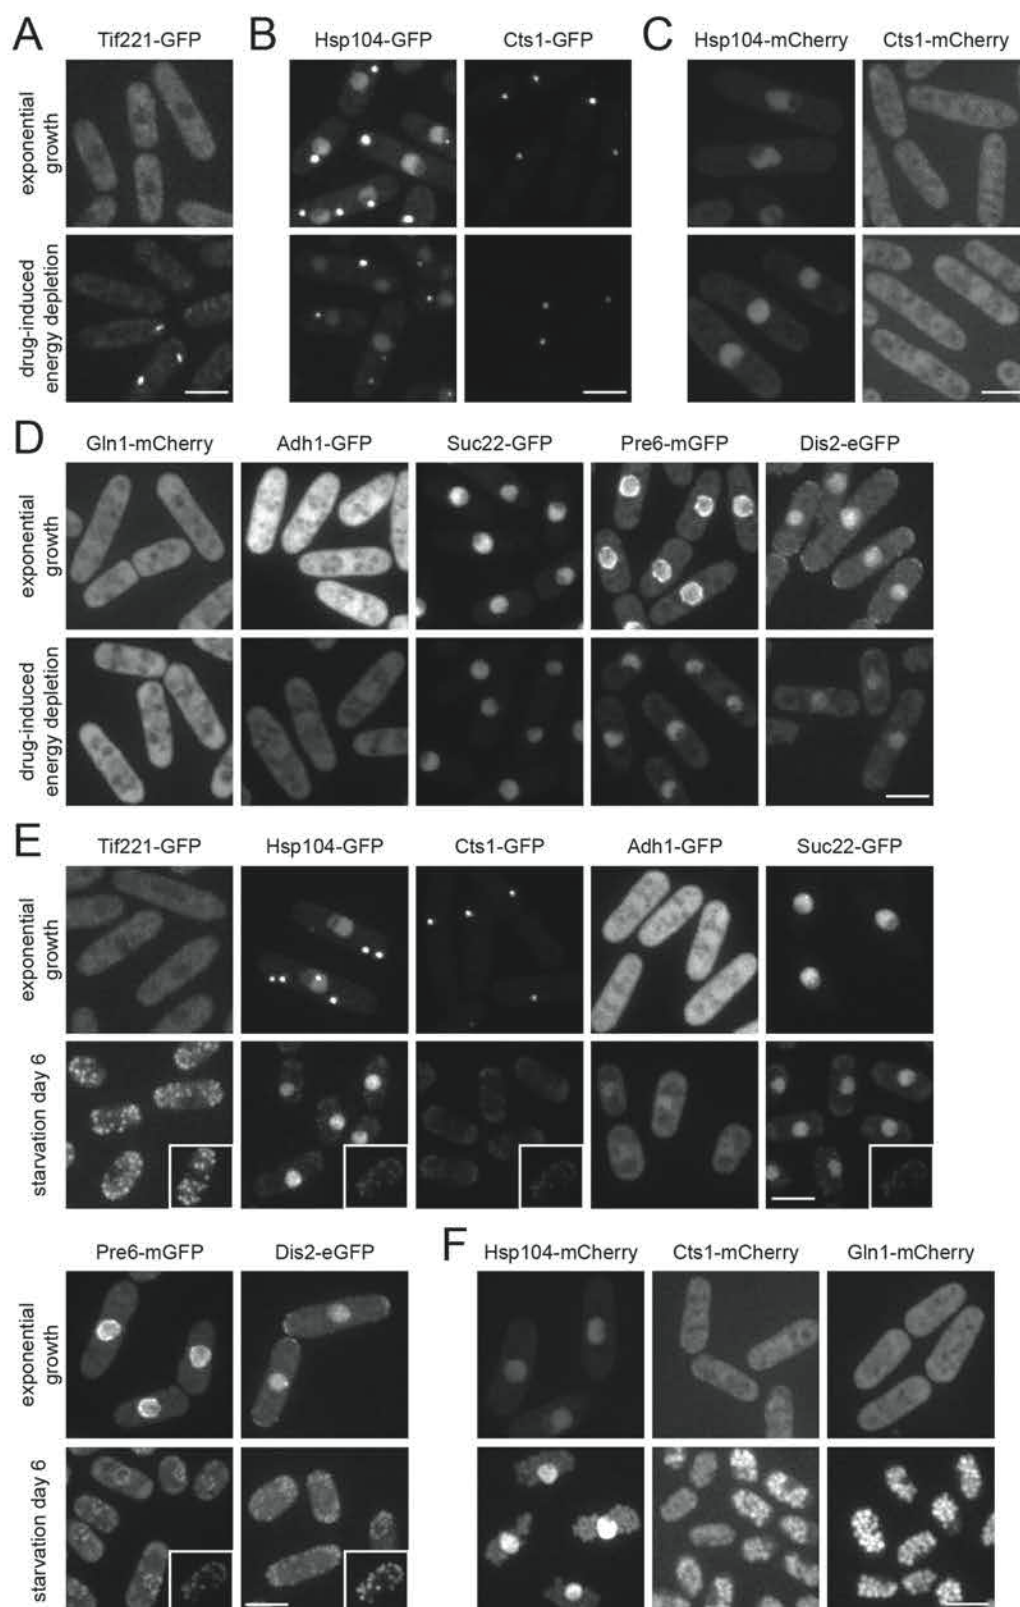 A
Tif221-GFP
B
Hsp104-GFP
Cts1-GFP
C
Hsp104-mCherry
Cts1-mCherry
exponential
growth
drug-induced
energy depletion
D
Gln1-mCherry
Adh1-GFP
Suc22-GFP
Pre6-mGFP
Dis2-eGFP
exponential
growth
drug-induced
energy depletion
E
Tif221-GFP
Hsp104-GFP
Cts1-GFP
Adh1-GFP
Suc22-GFP
exponential
growth
starvation day 6
Pre6-mGFP
Dis2-eGFP
F
Hsp104-mCherry
Cts1-mCherry
Gln1-mCherry
exponential
growth
starvation day 6